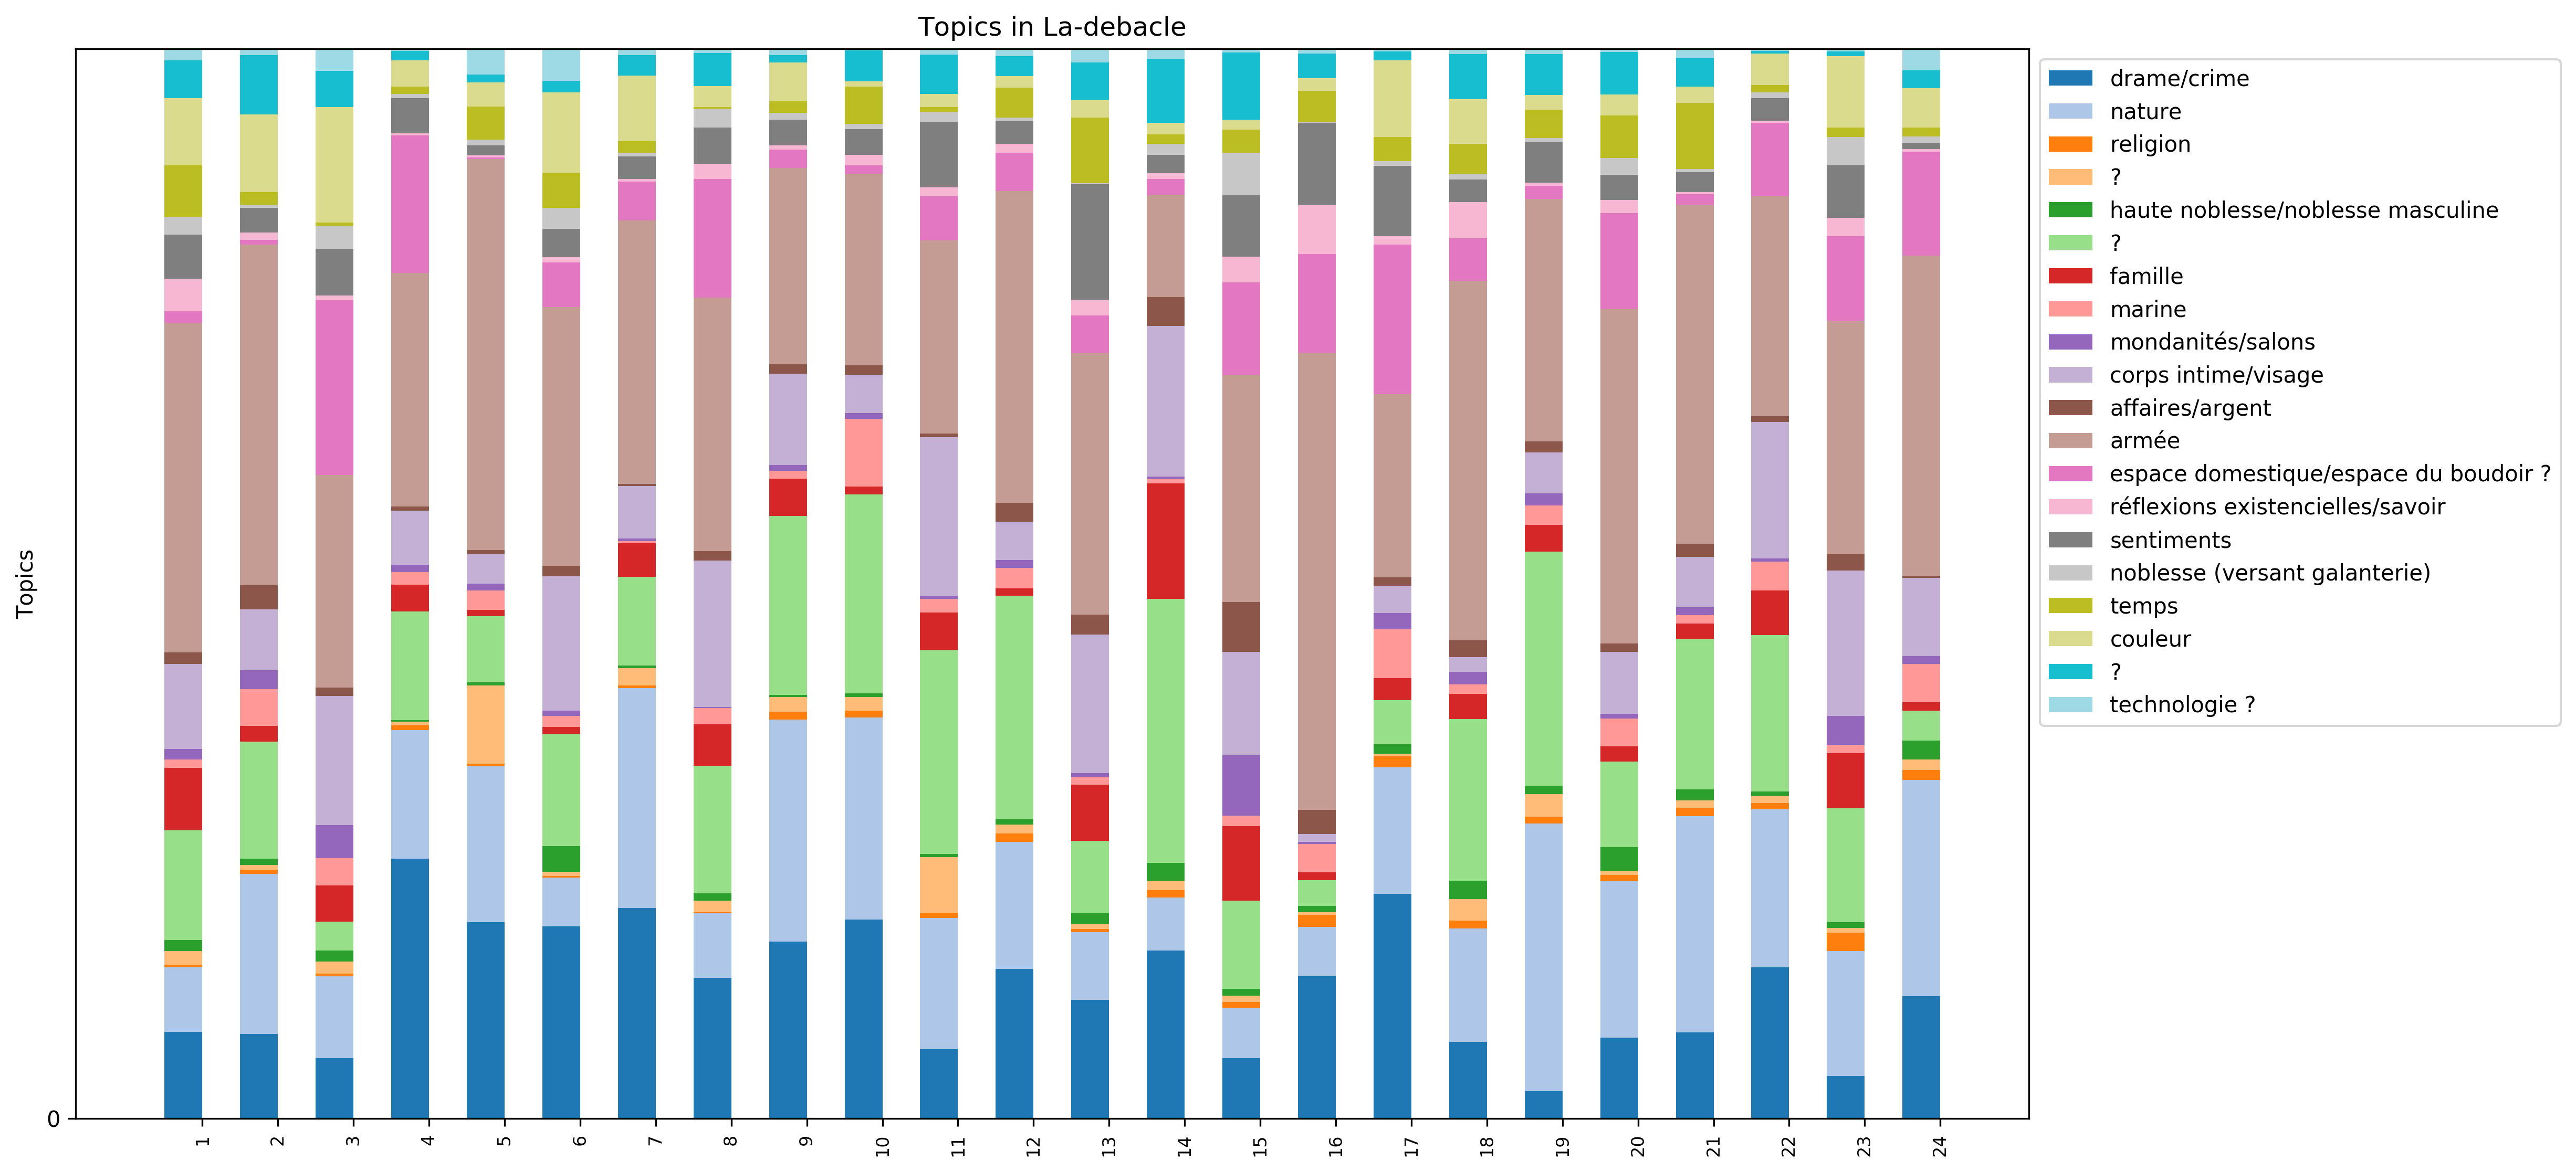 Topics in La-debacle
Topics
0
1
2
3
4
5
6
7
8
9
10
11
12
13
14
15
16
17
18
19
20
21
22
23
24
drame/crime
nature
religion
?
haute noblesse/noblesse masculine
?
famille
marine
mondanités/salons
corps intime/visage
affaires/argent
armée
espace domestique/espace du boudoir ?
réflexions existencielles/savoir
sentiments
noblesse (versant galanterie)
temps
couleur
?
technologie ?